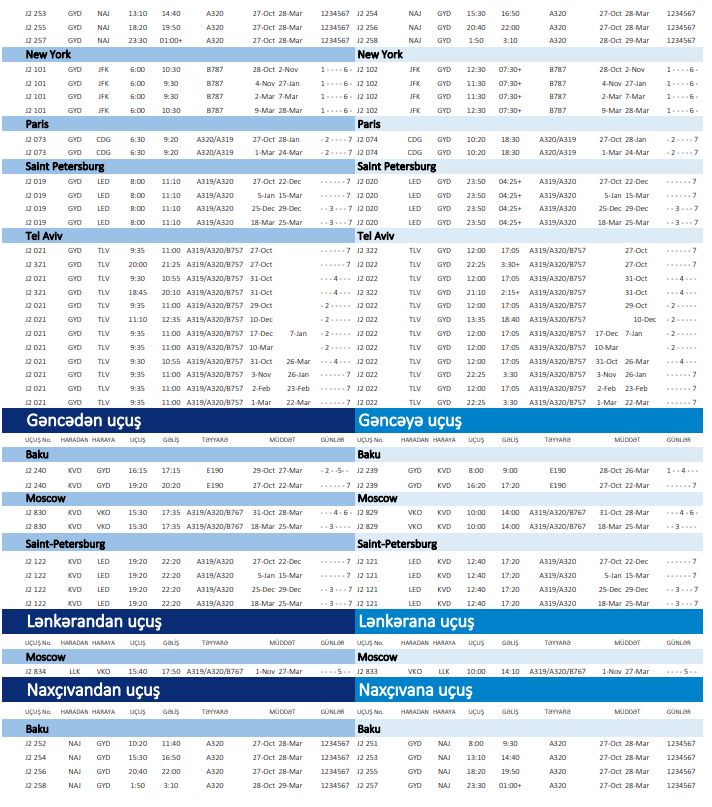 J2 253 GYD NAJ 13:10 14:40 A320 27-Oct 28-Mar 1234567 J2 254 NAJ GYD 15:30 16:50 A320 27-Oct 28-Mar 1234567
J2 255 GYD NAJ 18:20 19:50 A320 27-Oct 28-Mar 1234567 J2 256 NAJ GYD 20:40 22:00 A320 27-Oct 28-Mar 1234567
J2 257 GYD NAJ 23:30 01:00+ A320 27-Oct 28-Mar 1234567 J2 258 NAJ GYD 1:50 3:10 A320 28-Oct 29-Mar 1234567
New York New York
J2 101 GYD JFK 6:00 10:30 B787 28-Oct 2-Nov 1 - - - - 6 - J2 102 JFK GYD 12:30 07:30+ B787 28-Oct 2-Nov 1 - - - - 6 -
J2 101 GYD JFK 6:00 9:30 B787 4-Nov 27-Jan 1 - - - - 6 - J2 102 JFK GYD 11:30 07:30+ B787 4-Nov 27-Jan 1 - - - - 6 -
J2 101 GYD JFK 6:00 9:30 B787 2-Mar 7-Mar 1 - - - - 6 - J2 102 JFK GYD 11:30 07:30+ B787 2-Mar 7-Mar 1 - - - - 6 -
J2 101 GYD JFK 6:00 10:30 B787 9-Mar 28-Mar 1 - - - - 6 - J2 102 JFK GYD 12:30 07:30+ B787 9-Mar 28-Mar 1 - - - - 6 -
Paris Paris
J2 073 GYD CDG 6:30 9:20 A320/A319 27-Oct 28-Jan - 2 - - - - 7 J2 074 CDG GYD 10:20 18:30 A320/A319 27-Oct 28-Jan - 2 - - - - 7
J2 073 GYD CDG 6:30 9:20 A320/A319 1-Mar 24-Mar - 2 - - - - 7 J2 074 CDG GYD 10:20 18:30 A320/A319 1-Mar 24-Mar - 2 - - - - 7
Saint Petersburg Saint Petersburg
J2 019 GYD LED 8:00 11:10 A319/A320 27-Oct 22-Dec - - - - - - 7 J2 020 LED GYD 23:50 04:25+ A319/A320 27-Oct 22-Dec - - - - - - 7
J2 019 GYD LED 8:00 11:10 A319/A320 5-Jan 15-Mar - - - - - - 7 J2 020 LED GYD 23:50 04:25+ A319/A320 5-Jan 15-Mar - - - - - - 7
J2 019 GYD LED 8:00 11:10 A319/A320 25-Dec 29-Dec - - 3 - - - 7 J2 020 LED GYD 23:50 04:25+ A319/A320 25-Dec 29-Dec - - 3 - - - 7
J2 019 GYD LED 8:00 11:10 A319/A320 18-Mar 25-Mar - - 3 - - - 7 J2 020 LED GYD 23:50 04:25+ A319/A320 18-Mar 25-Mar - - 3 - - - 7
Tel Aviv Tel Aviv
J2 021 GYD TLV 9:35 11:00 A319/A320/B757 27-Oct - - - - - - 7 J2 322 TLV GYD 12:00 17:05 A319/A320/B757 27-Oct - - - - - - 7
J2 321 GYD TLV 20:00 21:25 A319/A320/B757 27-Oct - - - - - - 7 J2 022 TLV GYD 22:25 3:30+ A319/A320/B757 27-Oct - - - - - - 7
J2 021 GYD TLV 9:30 10:55 A319/A320/B757 31-Oct - - - 4 - - - J2 022 TLV GYD 12:00 17:05 A319/A320/B757 31-Oct - - - 4 - - -
J2 321 GYD TLV 18:45 20:10 A319/A320/B757 31-Oct - - - 4 - - - J2 322 TLV GYD 21:10 2:15+ A319/A320/B757 31-Oct - - - 4 - - -
J2 021 GYD TLV 9:35 11:00 A319/A320/B757 29-Oct - 2 - - - - - J2 022 TLV GYD 12:00 17:05 A319/A320/B757 29-Oct - 2 - - - - -
J2 021 GYD TLV 11:10 12:35 A319/A320/B757 10-Dec - 2 - - - - - J2 022 TLV GYD 13:35 18:40 A319/A320/B757 10-Dec - 2 - - - - -
J2 021 GYD TLV 9:35 11:00 A319/A320/B757 17-Dec 7-Jan - 2 - - - - - J2 022 TLV GYD 12:00 17:05 A319/A320/B757 17-Dec 7-Jan - 2 - - - - -
J2 021 GYD TLV 9:35 11:00 A319/A320/B757 10-Mar - 2 - - - - - J2 022 TLV GYD 12:00 17:05 A319/A320/B757 10-Mar - 2 - - - - -
J2 021 GYD TLV 9:30 10:55 A319/A320/B757 31-Oct 26-Mar - - - 4 - - - J2 022 TLV GYD 12:00 17:05 A319/A320/B757 31-Oct 26-Mar - - - 4 - - -
J2 021 GYD TLV 9:35 11:00 A319/A320/B757 3-Nov 26-Jan - - - - - - 7 J2 022 TLV GYD 22:25 3:30 A319/A320/B757 3-Nov 26-Jan - - - - - - 7
J2 021 GYD TLV 9:35 11:00 A319/A320/B757 2-Feb 23-Feb - - - - - - 7 J2 022 TLV GYD 12:00 17:05 A319/A320/B757 2-Feb 23-Feb - - - - - - 7
J2 021 GYD TLV 9:35 11:00 A319/A320/B757 1-Mar 22-Mar - - - - - - 7 J2 022 TLV GYD 22:25 3:30 A319/A320/B757 1-Mar 22-Mar - - - - - - 7
Gəncədən uçuş Gəncəyə uçuş
UÇUŞ No. HARADAN HARAYA UÇUŞ GƏLİŞ TƏYYARƏ MÜDDƏT GÜNLƏR UÇUŞ No. HARADAN HARAYA UÇUŞ GƏLİŞ TƏYYARƏ MÜDDƏT GÜNLƏR
Baku Baku
J2 240 KVD GYD 16:15 17:15 E190 29-Oct 27-Mar - 2 - -5- - J2 239 GYD KVD 8:00 9:00 E190 28-Oct 26-Mar 1 - - 4 - - -
J2 240 KVD GYD 19:20 20:20 E190 27-Oct 22-Mar - - - - - - 7 J2 239 GYD KVD 16:20 17:20 E190 27-Oct 22-Mar - - - - - - 7
Moscow Moscow
J2 830 KVD VKO 15:30 17:35 A319/A320/B767 31-Oct 28-Mar - - - 4 - 6 - J2 829 VKO KVD 10:00 14:00 A319/A320/B767 31-Oct 28-Mar - - - 4 - 6 -
J2 830 KVD VKO 15:30 17:35 A319/A320/B767 18-Mar 25-Mar - - 3 - - - - J2 829 VKO KVD 10:00 14:00 A319/A320/B767 18-Mar 25-Mar - - 3 - - - -
Saint-Petersburg Saint-Petersburg
J2 122 KVD LED 19:20 22:20 A319/A320 27-Oct 22-Dec - - - - - - 7 J2 121 LED KVD 12:40 17:20 A319/A320 27-Oct 22-Dec - - - - - - 7
J2 122 KVD LED 19:20 22:20 A319/A320 5-Jan 15-Mar - - - - - - 7 J2 121 LED KVD 12:40 17:20 A319/A320 5-Jan 15-Mar - - - - - - 7
J2 122 KVD LED 19:20 22:20 A319/A320 25-Dec 29-Dec - - 3 - - - 7 J2 121 LED KVD 12:40 17:20 A319/A320 25-Dec 29-Dec - - 3 - - - 7
J2 122 KVD LED 19:20 22:20 A319/A320 18-Mar 25-Mar - - 3 - - - 7 J2 121 LED KVD 12:40 17:20 A319/A320 18-Mar 25-Mar - - 3 - - - 7
Lənkərandan uçuş Lənkərana uçuş
UÇUŞ No. HARADAN HARAYA UÇUŞ GƏLİŞ TƏYYARƏ MÜDDƏT GÜNLƏR UÇUŞ No. HARADAN HARAYA UÇUŞ GƏLİŞ TƏYYARƏ MÜDDƏT GÜNLƏR
Moscow Moscow
J2 834 LLK VKO 15:40 17:50 A319/A320/B767 1-Nov 27-Mar - - - - 5 - - J2 833 VKO LLK 10:00 14:10 A319/A320/B767 1-Nov 27-Mar - - - - 5 - -
Naxçıvandan uçuş Naxçıvana uçuş
UÇUŞ No. HARADAN HARAYA UÇUŞ GƏLİŞ TƏYYARƏ MÜDDƏT GÜNLƏR UÇUŞ No. HARADAN HARAYA UÇUŞ GƏLİŞ TƏYYARƏ MÜDDƏT GÜNLƏR
Baku Baku
J2 252 NAJ GYD 10:20 11:40 A320 27-Oct 28-Mar 1234567 J2 251 GYD NAJ 8:00 9:30 A320 27-Oct 28-Mar 1234567
J2 254 NAJ GYD 15:30 16:50 A320 27-Oct 28-Mar 1234567 J2 253 GYD NAJ 13:10 14:40 A320 27-Oct 28-Mar 1234567
J2 256 NAJ GYD 20:40 22:00 A320 27-Oct 28-Mar 1234567 J2 255 GYD NAJ 18:20 19:50 A320 27-Oct 28-Mar 1234567
J2 258 NAJ GYD 1:50 3:10 A320 28-Oct 29-Mar 1234567 J2 257 GYD NAJ 23:30 01:00+ A320 27-Oct 28-Mar 1234567